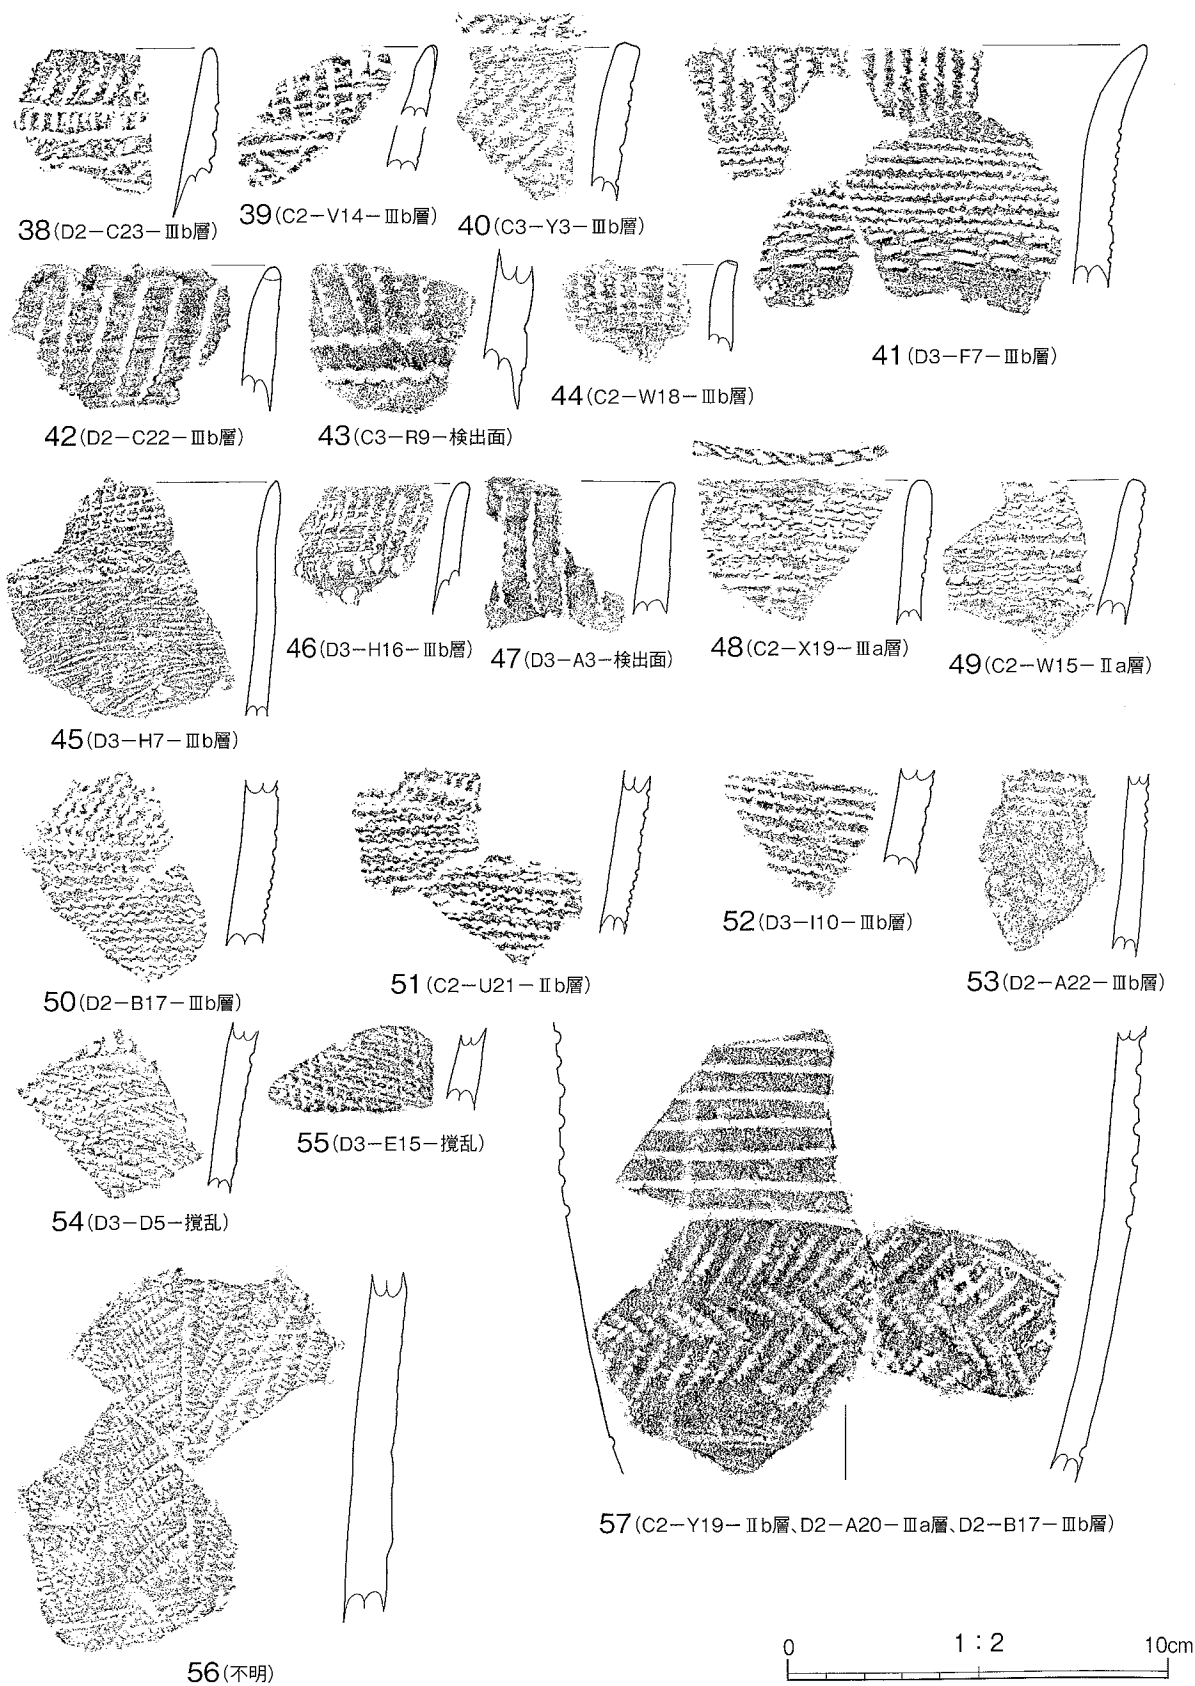 38(D2-C23-Ⅲb層)
39(C2-V14-Ⅲb層)
40(C3-Y3-Ⅲb層)
41(D3-F7-Ⅲb層)
42(D2-C22-Ⅲb層)
43(C3-R9-検出面)
44(C2-W18-Ⅲb層)
45(D3-H7-Ⅲb層)
46(D3-H16-Ⅲb層)
47(D3-A3-検出面)
48(C2-X19-Ⅲa層)
49(C2-W15-Ⅱa層)
50(D2-B17-Ⅲb層)
51(C2-U21-Ⅱb層)
52(D3-I10-Ⅲb層)
53(D2-A22-Ⅲb層)
54(D3-D5-撹乱)
55(D3-E15-撹乱)
56(不明)
57(C2-Y19-Ⅱb層、D2-A20-Ⅲa層、D2-B17-Ⅲb層)
0 1:2 10cm